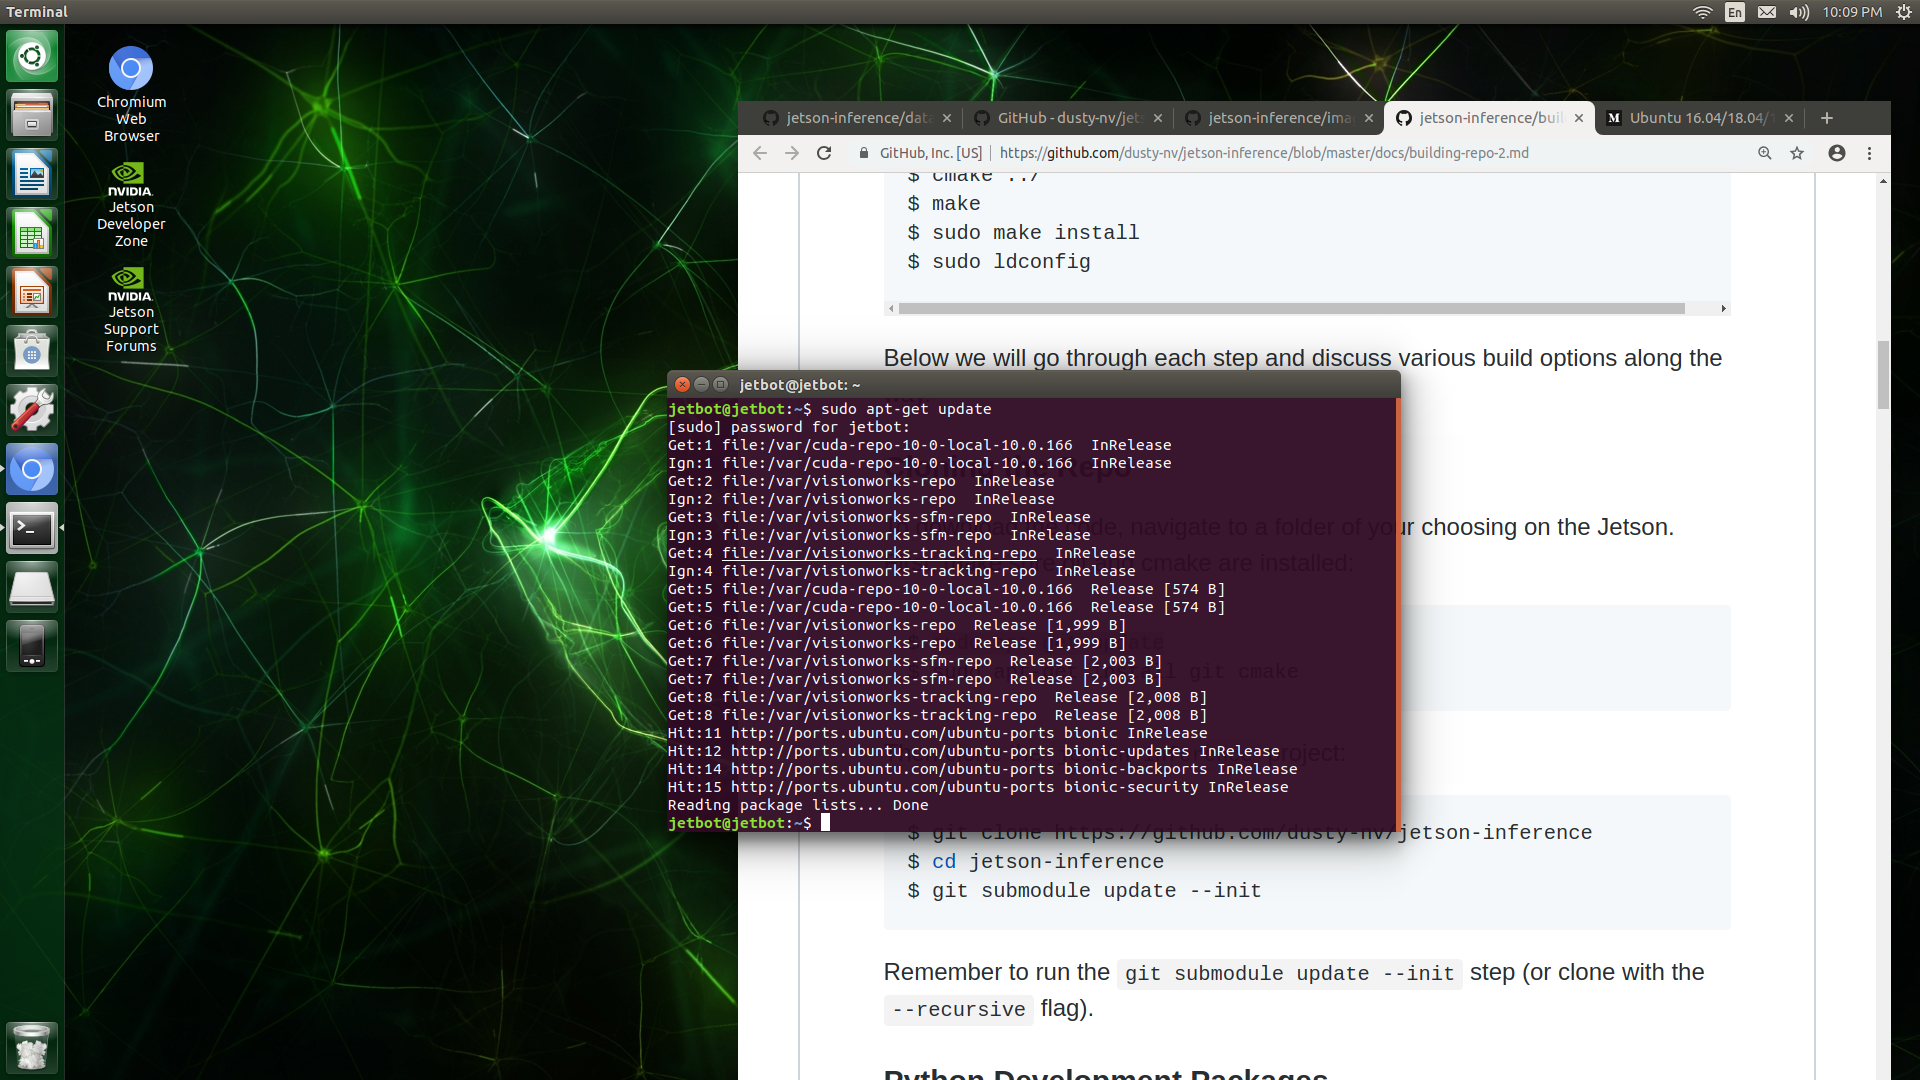 Terminal
En
10:09 PM
Chromium
Web
Browser
NVIDIA.
Jetson
Developer
Zone
NVIDIA.
Jetson
Support
Forums
jetson-inference/data
GitHub - dusty-nv/jets
jetson-inference/ima
jetson-inference/buil
M Ubuntu 16.04/18.04/
GitHub, Inc. [US] | https://github.com/dusty-nv/jetson-inference/blob/master/docs/building-repo-2.md
$ cmake ../
$ make
$ sudo make install
$ sudo ldconfig
Below we will go through each step and discuss various build options along the
jetbot@jetbot: ~
jetbot@jetbot:~$ sudo apt-get update
[sudo] password for jetbot:
Get:1 file:/var/cuda-repo-10-0-local-10.0.166  InRelease
Ign:1 file:/var/cuda-repo-10-0-local-10.0.166  InRelease
Get:2 file:/var/visionworks-repo  InRelease
Ign:2 file:/var/visionworks-repo  InRelease
Get:3 file:/var/visionworks-sfm-repo  InRelease
Ign:3 file:/var/visionworks-sfm-repo  InRelease
Get:4 file:/var/visionworks-tracking-repo  InRelease
Ign:4 file:/var/visionworks-tracking-repo  InRelease
Get:5 file:/var/cuda-repo-10-0-local-10.0.166  Release [574 B]
Get:5 file:/var/cuda-repo-10-0-local-10.0.166  Release [574 B]
Get:6 file:/var/visionworks-repo  Release [1,999 B]
Get:6 file:/var/visionworks-repo  Release [1,999 B]
Get:7 file:/var/visionworks-sfm-repo  Release [2,003 B]
Get:7 file:/var/visionworks-sfm-repo  Release [2,003 B]
Get:8 file:/var/visionworks-tracking-repo  Release [2,008 B]
Get:8 file:/var/visionworks-tracking-repo  Release [2,008 B]
Hit:11 http://ports.ubuntu.com/ubuntu-ports bionic InRelease
Hit:12 http://ports.ubuntu.com/ubuntu-ports bionic-updates InRelease
Hit:14 http://ports.ubuntu.com/ubuntu-ports bionic-backports InRelease
Hit:15 http://ports.ubuntu.com/ubuntu-ports bionic-security InRelease
Reading package lists... Done
jetbot@jetbot:~$
Repo
code, navigate to a folder of your choosing on the Jetson.
and cmake are installed:
git cmake
project:
$ git clone https://github.com/dusty-nv/jetson-inference
$ cd jetson-inference
$ git submodule update --init
Remember to run the git submodule update --init step (or clone with the
--recursive flag).
Python Development Packages